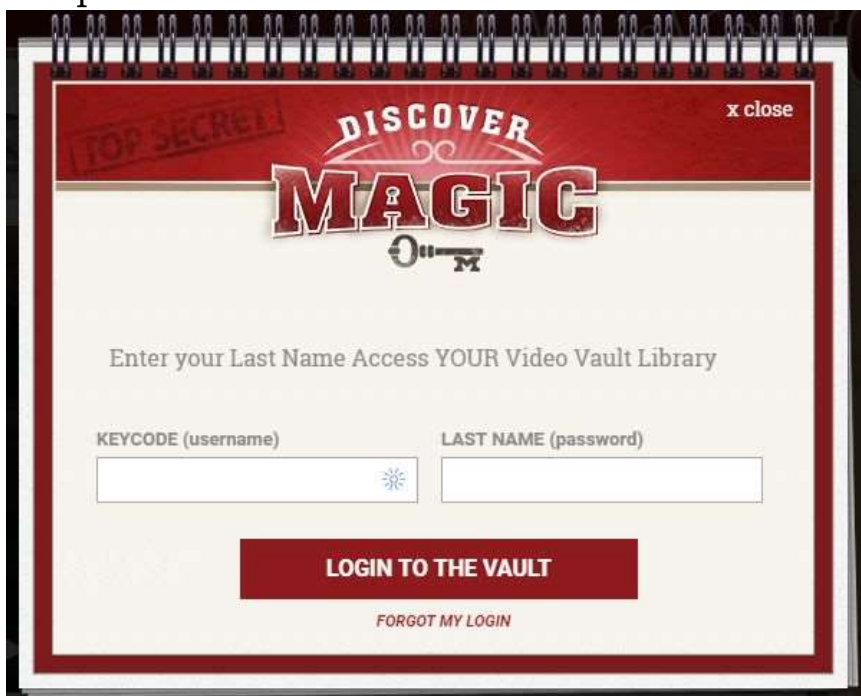 TOP SECRET
x close
DISCOVER
MAGIC
M
Enter your Last Name Access YOUR Video Vault Library
KEYCODE (username)
LAST NAME (password)
LOGIN TO THE VAULT
FORGOT MY LOGIN